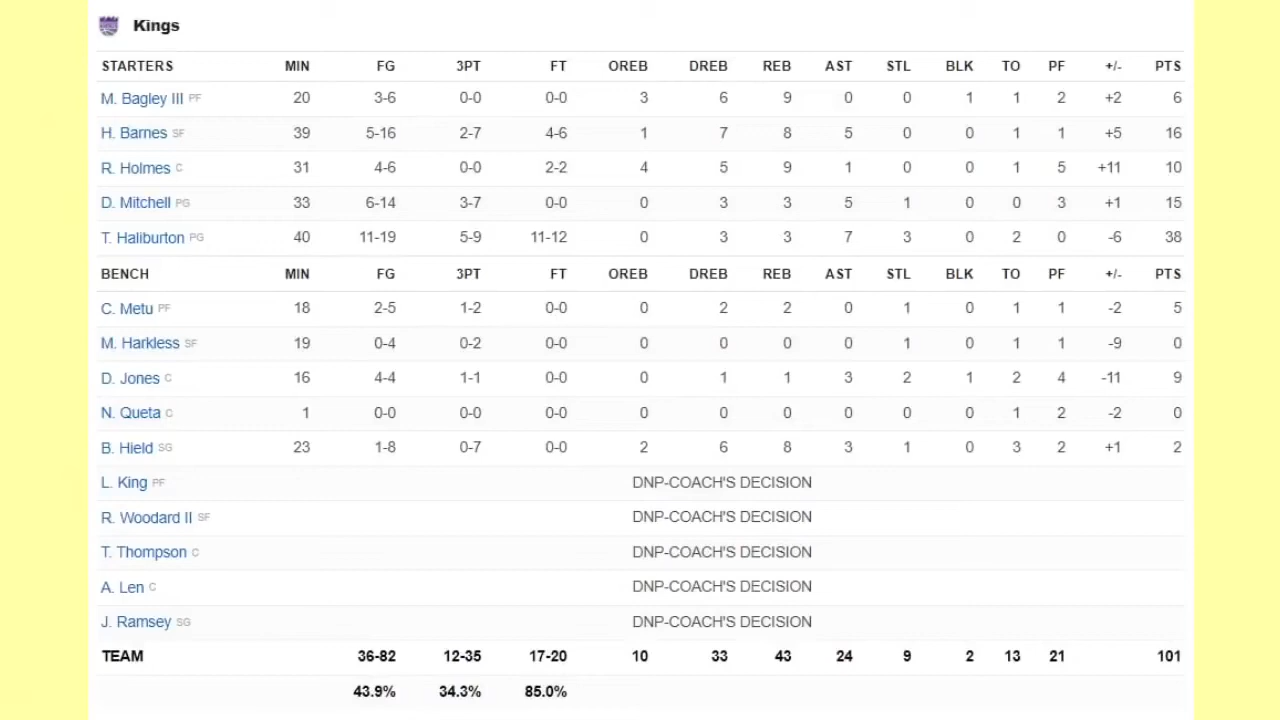 Kings
STARTERS MIN FG 3PT FT OREB DREB REB AST STL BLK TO PF +/- PTS
M. Bagley III PF 20 3-6 0-0 0-0 3 6 9 0 0 1 1 2 +2 6
H. Barnes SF 39 5-16 2-7 4-6 1 7 8 5 0 0 1 1 +5 16
R. Holmes C 31 4-6 0-0 2-2 4 5 9 1 0 0 1 5 +11 10
D. Mitchell PG 33 6-14 3-7 0-0 0 3 3 5 1 0 0 3 +1 15
T. Haliburton PG 40 11-19 5-9 11-12 0 3 3 7 3 0 2 0 -6 38
BENCH MIN FG 3PT FT OREB DREB REB AST STL BLK TO PF +/- PTS
C. Metu PF 18 2-5 1-2 0-0 0 2 2 0 1 0 1 1 -2 5
M. Harkless SF 19 0-4 0-2 0-0 0 0 0 0 1 0 1 1 -9 0
D. Jones C 16 4-4 1-1 0-0 0 1 1 3 2 1 2 4 -11 9
N. Queta C 1 0-0 0-0 0-0 0 0 0 0 0 0 1 2 -2 0
B. Hield SG 23 1-8 0-7 0-0 2 6 8 3 1 0 3 2 +1 2
L. King PF DNP-COACH'S DECISION
R. Woodard II SF DNP-COACH'S DECISION
T. Thompson C DNP-COACH'S DECISION
A. Len C DNP-COACH'S DECISION
J. Ramsey SG DNP-COACH'S DECISION
TEAM 36-82 12-35 17-20 10 33 43 24 9 2 13 21 101
43.9% 34.3% 85.0%